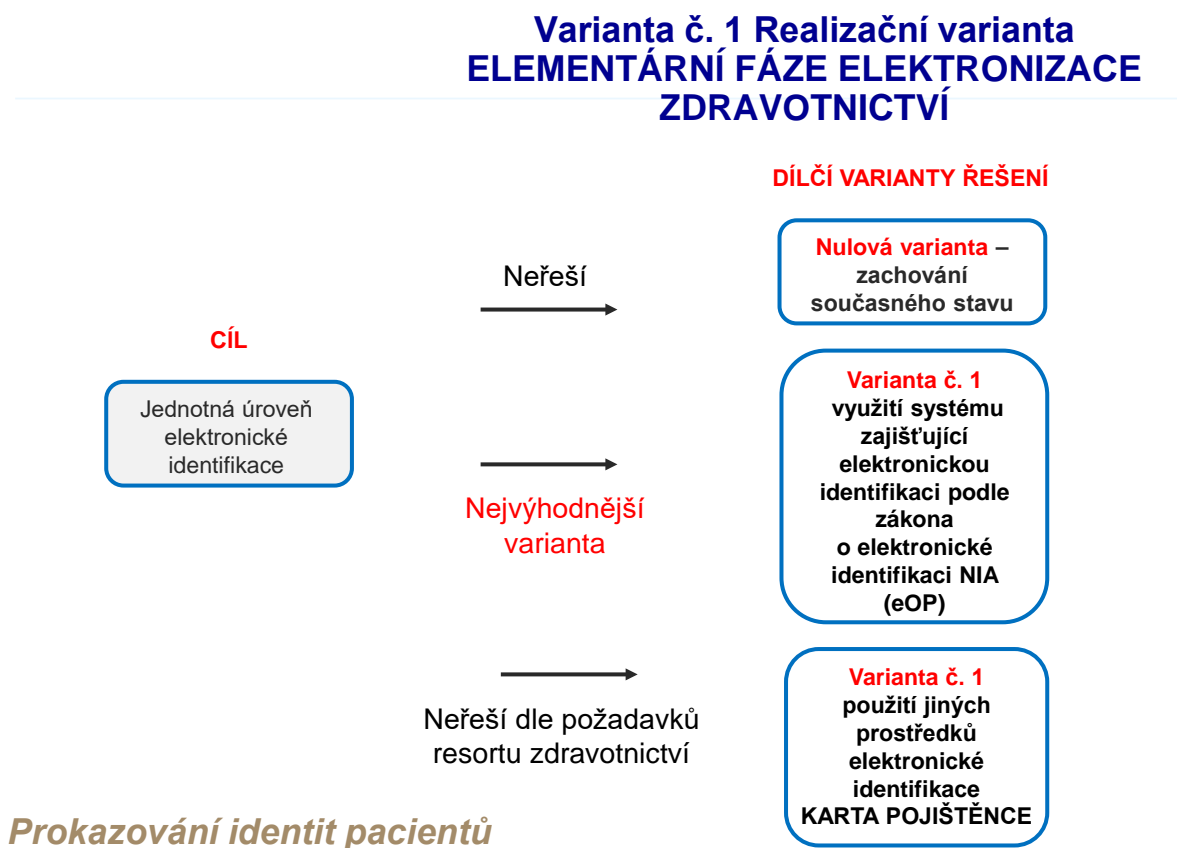 Varianta č. 1 Realizační varianta
ELEMENTÁRNÍ FÁZE ELEKTRONIZACE
ZDRAVOTNICTVÍ
DÍLČÍ VARIANTY ŘEŠENÍ
Neřeší
Nulová varianta –
zachování
současného stavu
CÍL
Jednotná úroveň
elektronické
identifikace
Nejvýhodnější
varianta
Varianta č. 1
využití systému
zajišťující
elektronickou
identifikaci podle
zákona
o elektronické
identifikaci NIA
(eOP)
Neřeší dle požadavků
resortu zdravotnictví
Varianta č. 1
použití jiných
prostředků
elektronické
identifikace
KARTA POJIŠTĚNCE
Prokazování identit pacientů